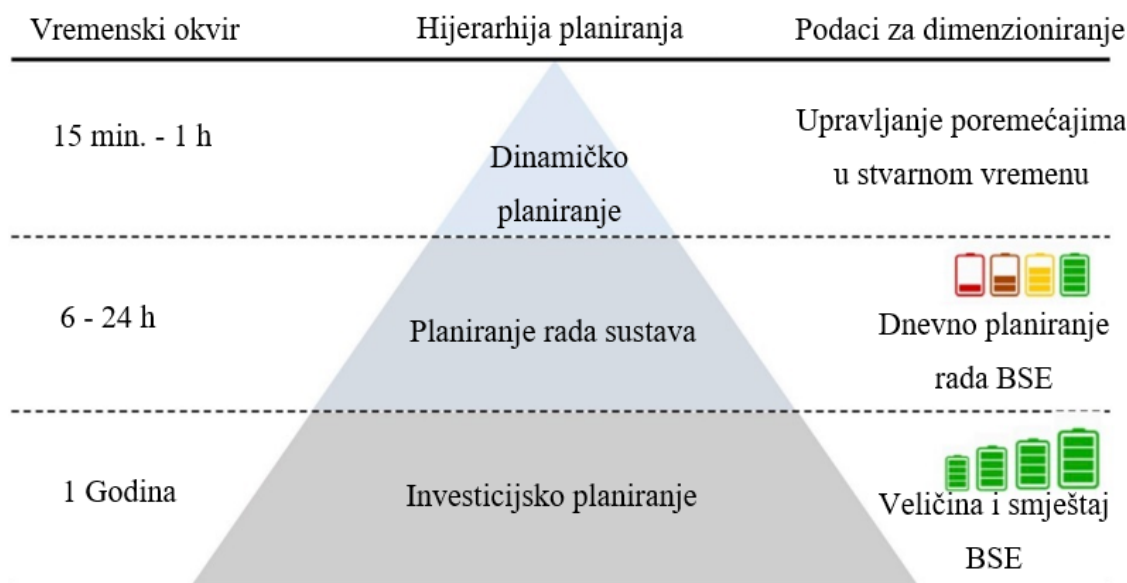 Vremenski okvir
Hijerarhija planiranja
Podaci za dimenzioniranje
15 min. - 1 h
Dinamičko
planiranje
Upravljanje poremećajima
u stvarnom vremenu
6 - 24 h
Planiranje rada sustava
Dnevno planiranje
rada BSE
1 Godina
Investicijsko planiranje
Veličina i smještaj
BSE